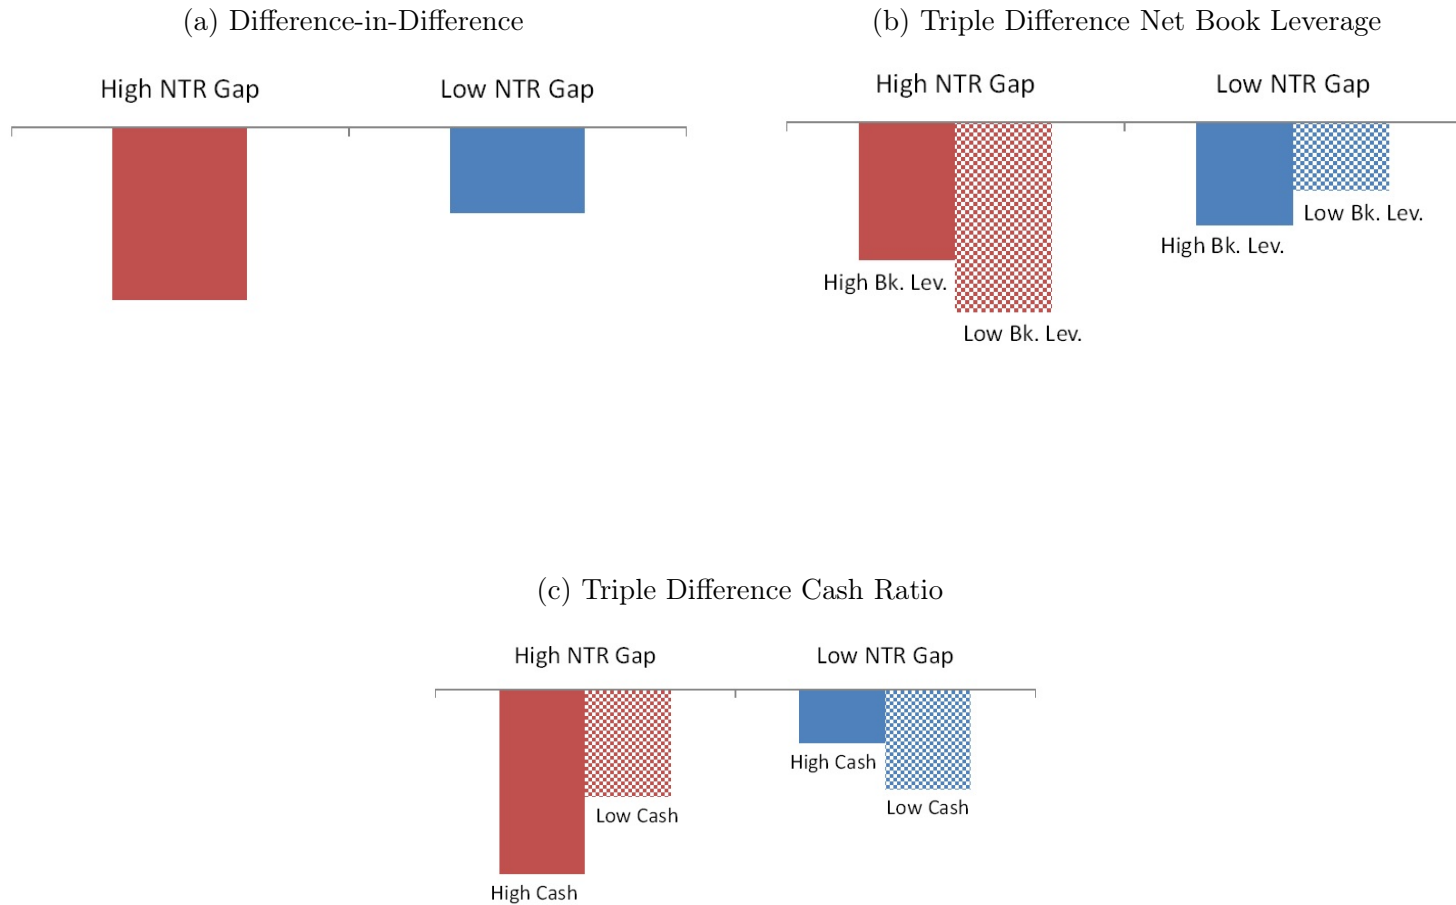 (a) Difference-in-Difference
High NTR Gap
Low NTR Gap
(b) Triple Difference Net Book Leverage
High NTR Gap
Low NTR Gap
High Bk. Lev.
Low Bk. Lev.
High Bk. Lev.
Low Bk. Lev.
(c) Triple Difference Cash Ratio
High NTR Gap
Low NTR Gap
High Cash
Low Cash
High Cash
Low Cash